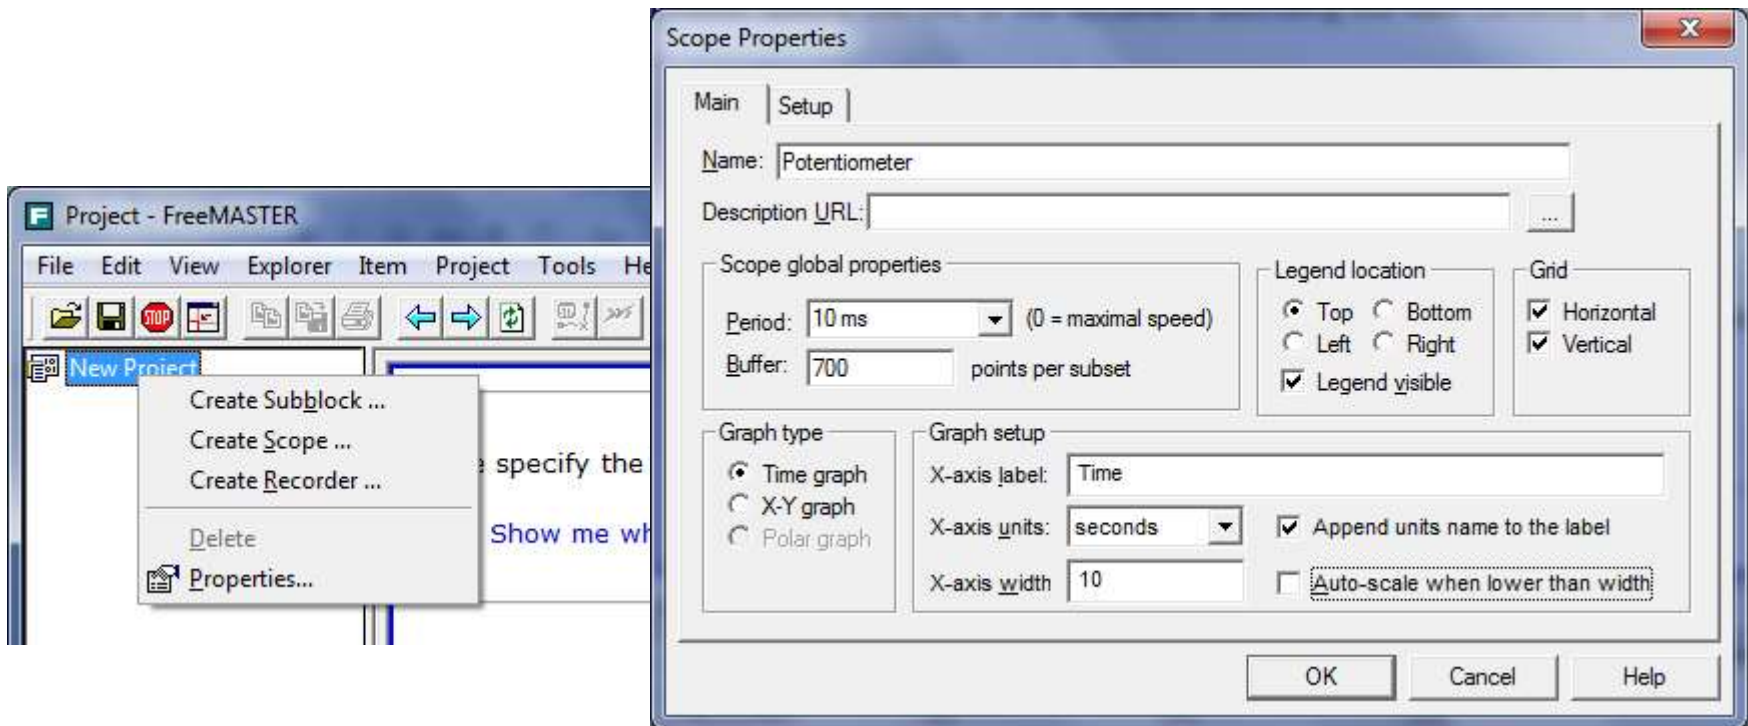 Project - FreeMASTER
File Edit View Explorer Item Project Tools He
STOP
New Project
Create Subblock ...
Create Scope ...
Create Recorder ...
Delete
Properties...
specify the
Show me wh
Scope Properties
Main Setup
Name: Potentiometer
Description URL: ...
Scope global properties
Period: 10 ms (0 = maximal speed)
Buffer: 700 points per subset
Legend location
Top Bottom
Left Right
Legend visible
Grid
Horizontal
Vertical
Graph type
Time graph
X-Y graph
Polar graph
Graph setup
X-axis label: Time
X-axis units: seconds Append units name to the label
X-axis width 10 Auto-scale when lower than width
OK Cancel Help